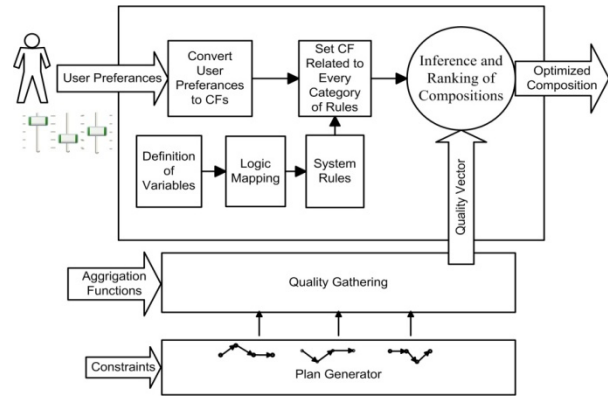 User Preferances
Convert
User
Preferances
to CFs
Set CF
Related to
Every
Category
of Rules
Inference and
Ranking of
Compositions
Optimized
Composition
Definition
of
Variables
Logic
Mapping
System
Rules
Quality Vector
Aggrigation
Functions
Quality Gathering
Constraints
Plan Generator